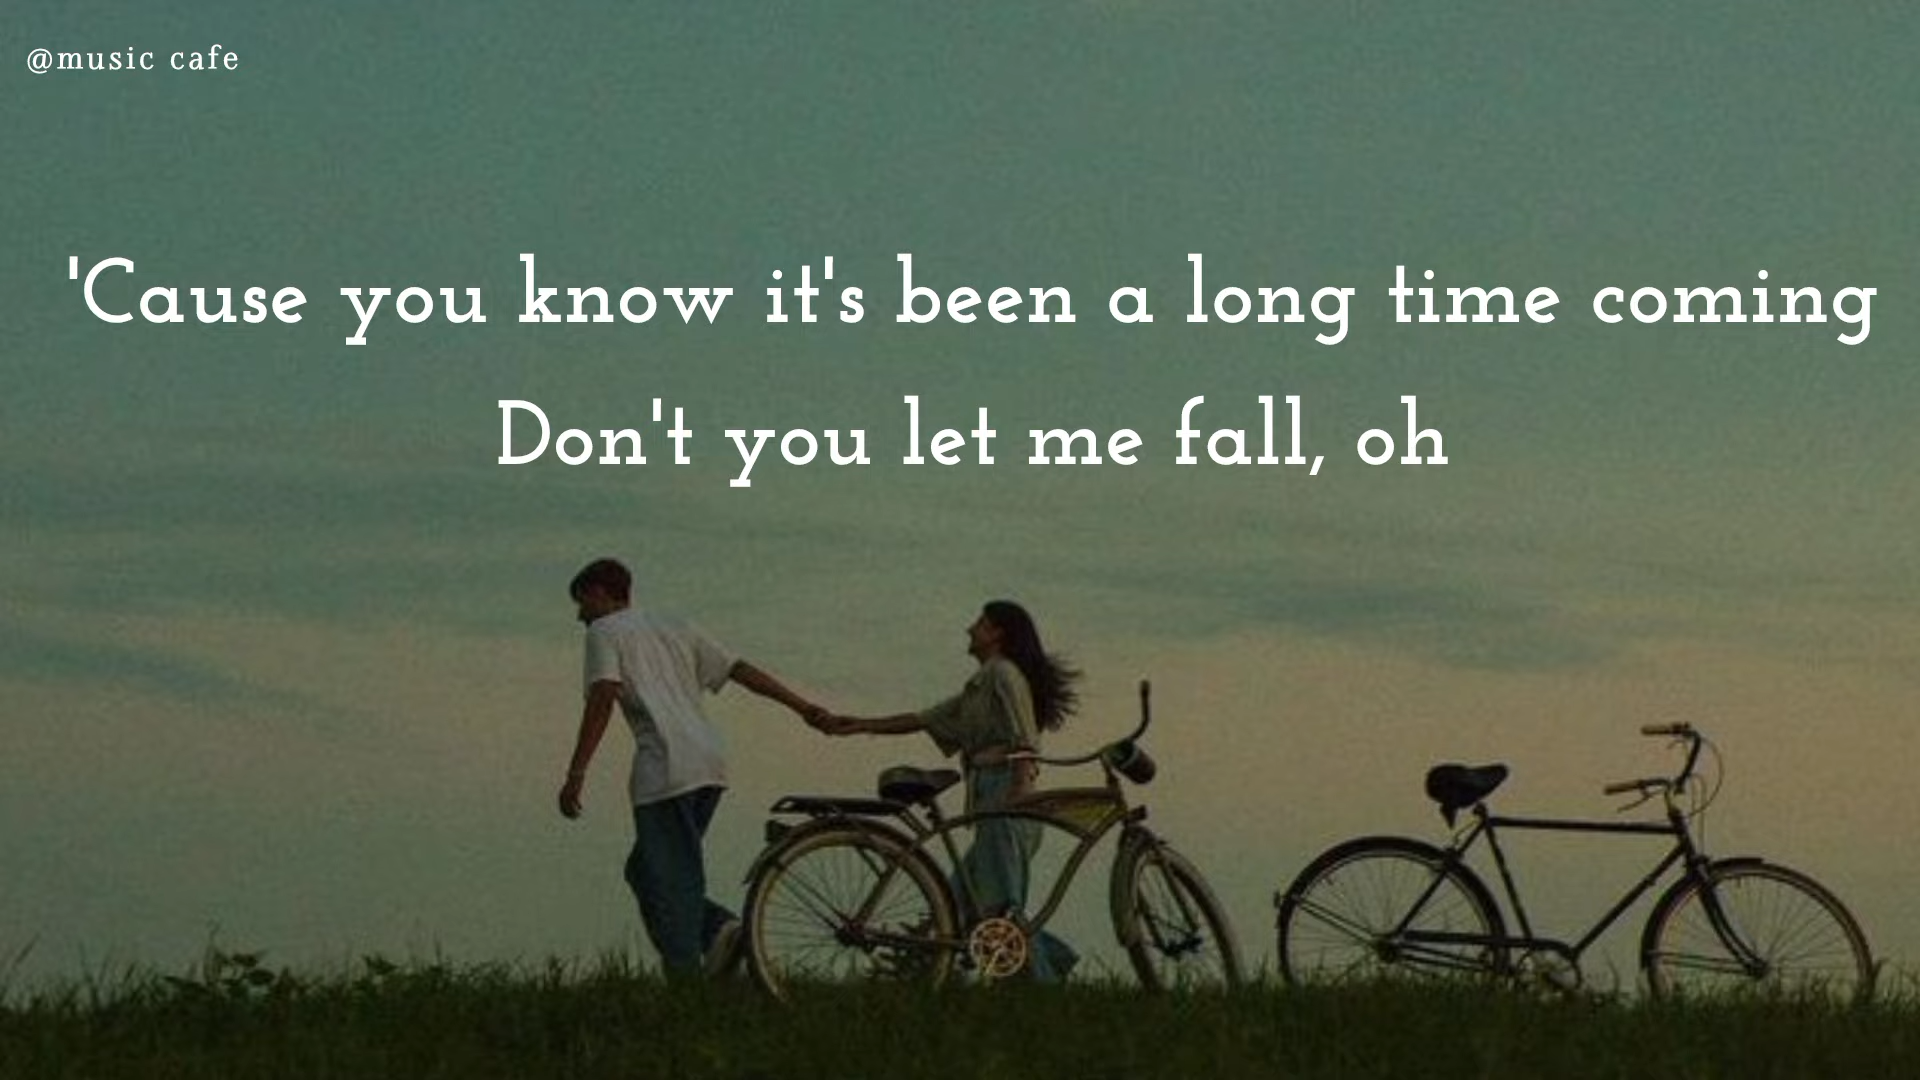 @music cafe
'Cause you know it's been a long time coming
Don't you let me fall, oh